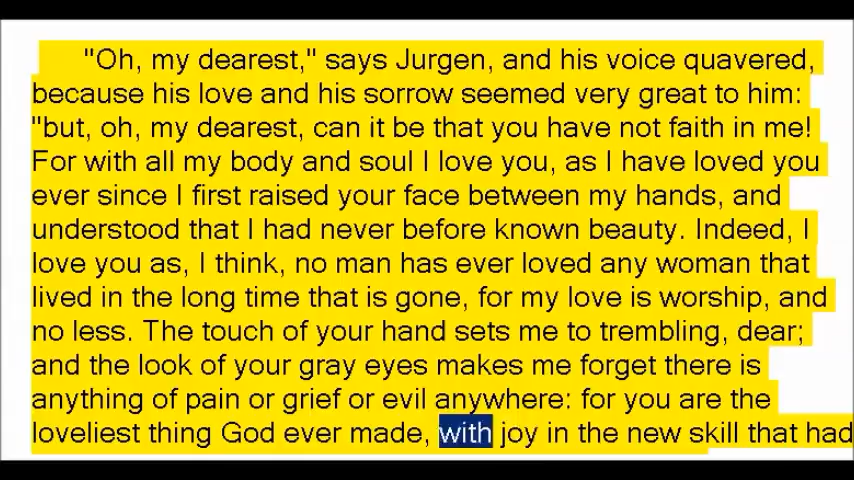 "Oh, my dearest," says Jurgen, and his voice quavered,
because his love and his sorrow seemed very great to him:
"but, oh, my dearest, can it be that you have not faith in me!
For with all my body and soul I love you, as I have loved you
ever since I first raised your face between my hands, and
understood that I had never before known beauty. Indeed, I
love you as, I think, no man has ever loved any woman that
lived in the long time that is gone, for my love is worship, and
no less. The touch of your hand sets me to trembling, dear;
and the look of your gray eyes makes me forget there is
anything of pain or grief or evil anywhere: for you are the
loveliest thing God ever made, with joy in the new skill that had